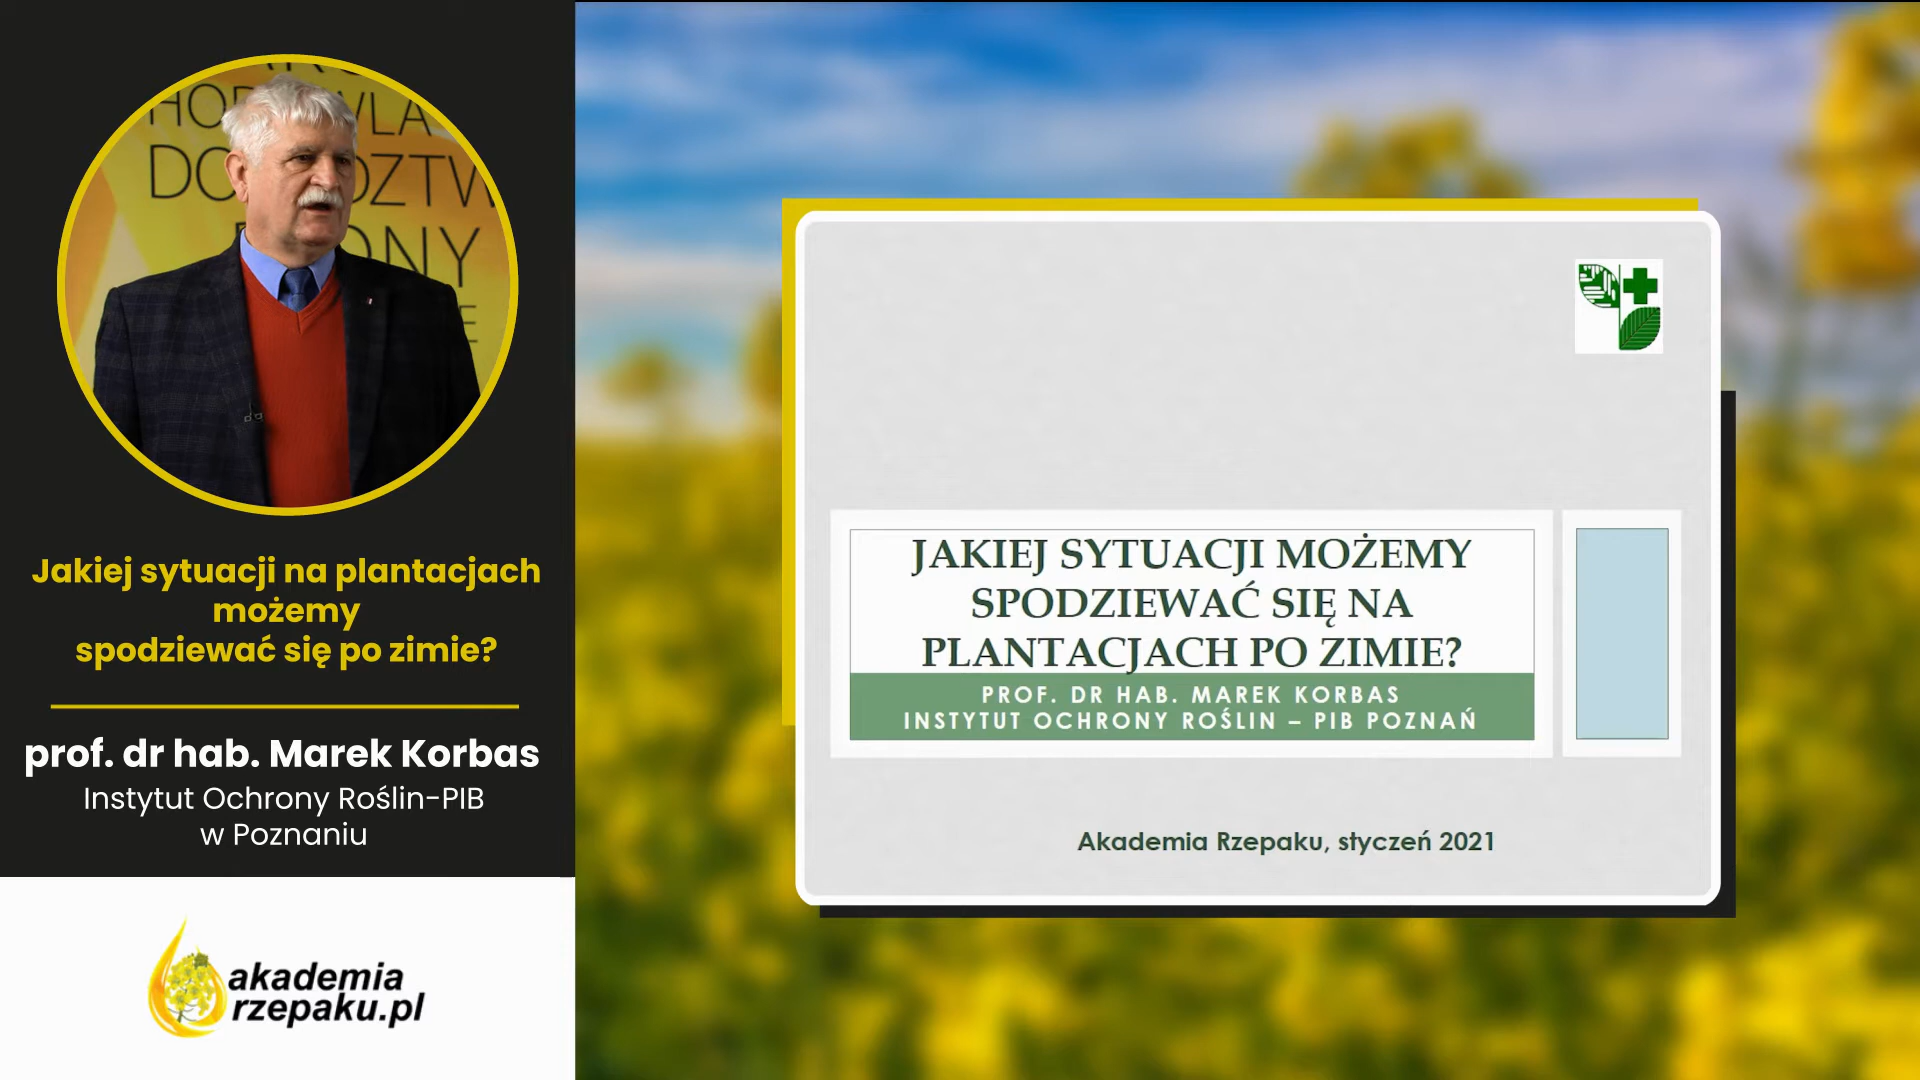 Jakiej sytuacji na plantacjach
możemy
spodziewać się po zimie?
prof. dr hab. Marek Korbas
Instytut Ochrony Roślin-PIB
w Poznaniu
akademia
rzepaku.pl
JAKIEJ SYTUACJI MOŻEMY
SPODZIEWAĆ SIĘ NA
PLANTACJACH PO ZIMIE?
PROF. DR HAB. MAREK KORBAS
INSTYTUT OCHRONY ROŚLIN – PIB POZNAŃ
Akademia Rzepaku, styczeń 2021